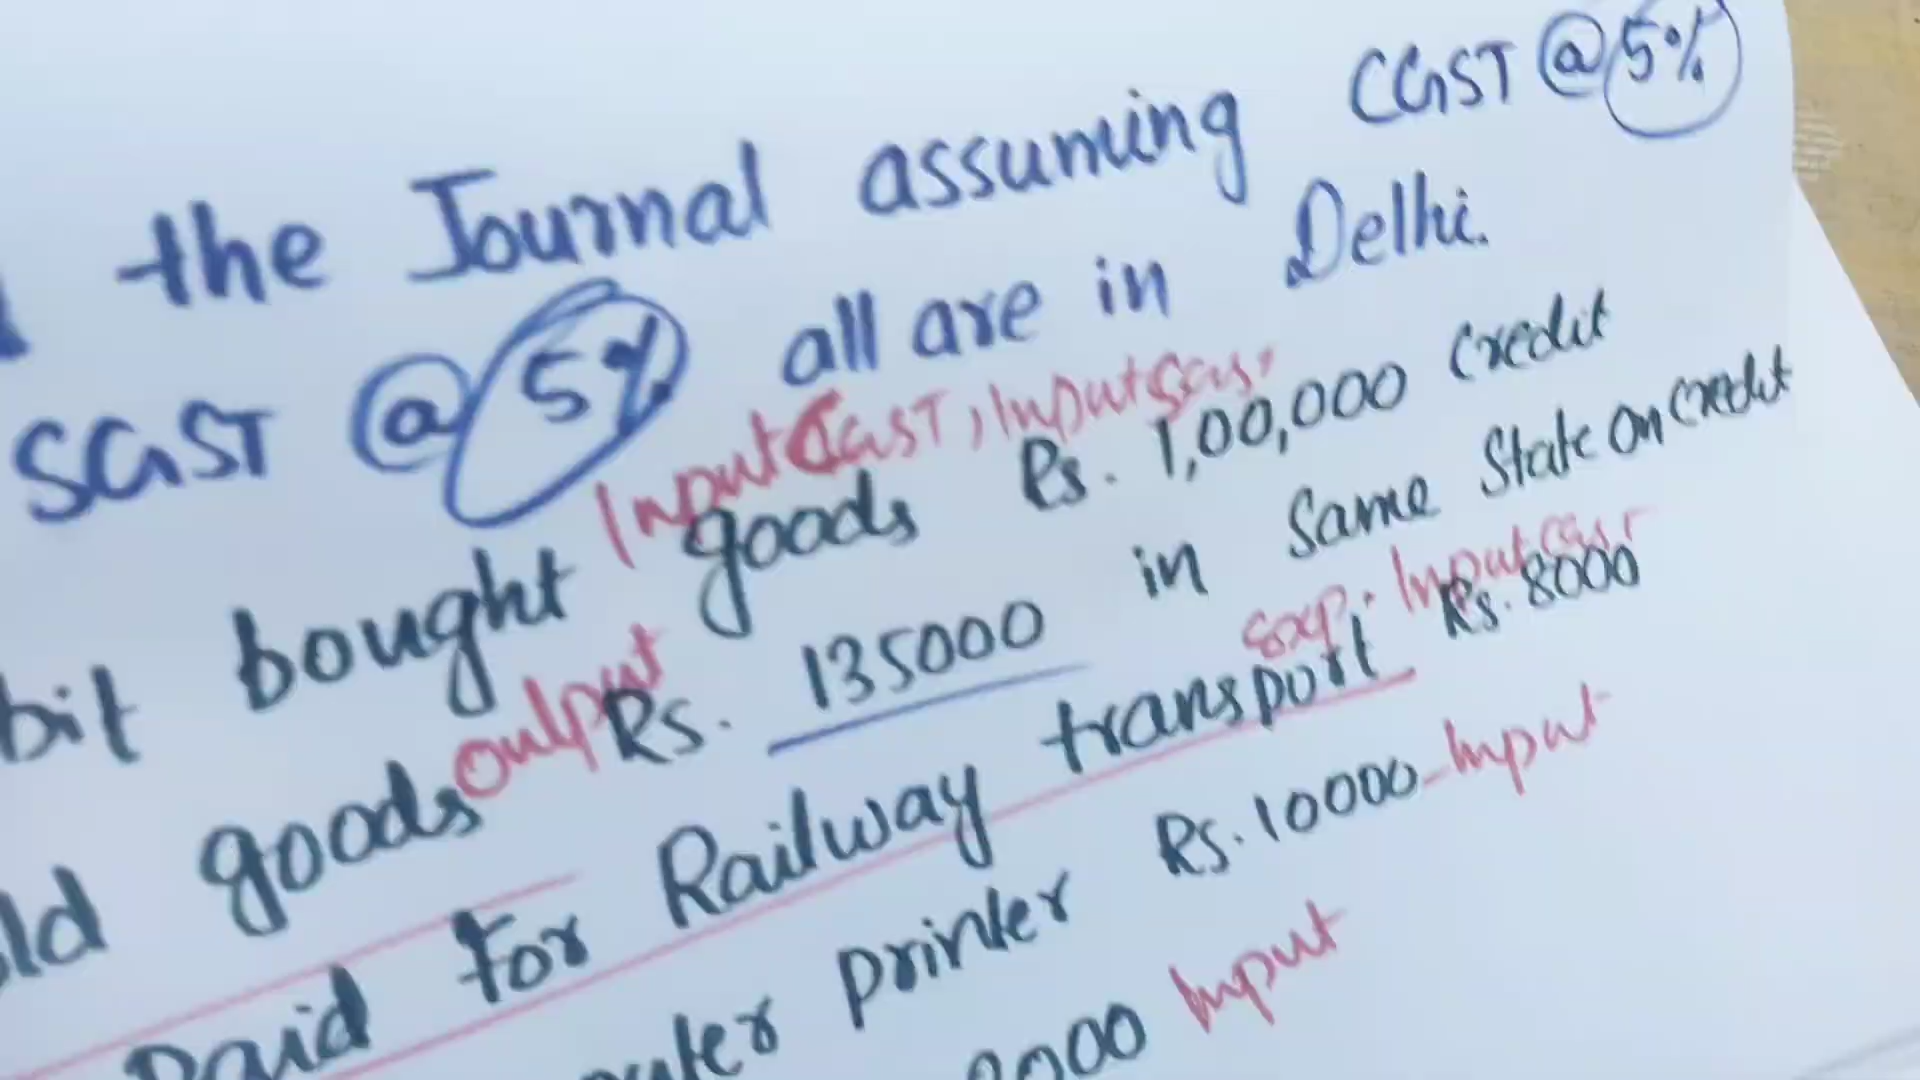 the Journal assuming CGST @ 5%
SGST @ 5% all are in Delhi.
Input CGST, Input SGST
bit bought goods Rs. 1,00,000 Credit
output
goods Rs. 135000 in Same State on Credit
exp. Input CGST
Paid for Railway transport Rs. 8000
printer Rs. 10000 - Input
Input